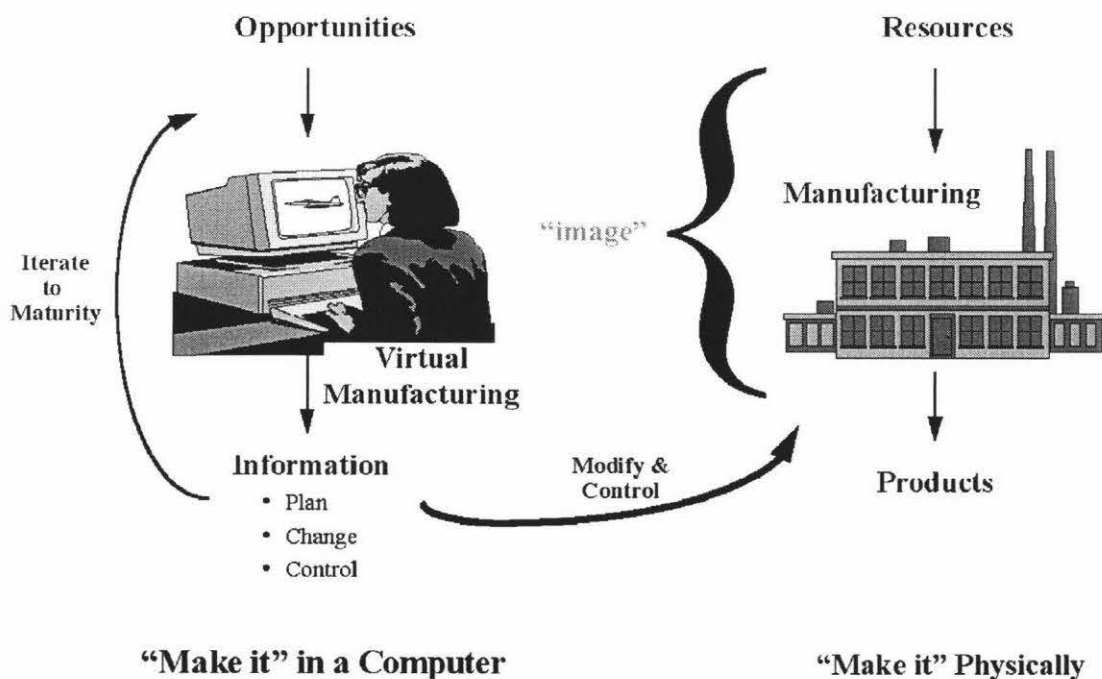 Opportunities
Iterate
to
Maturity
Virtual
Manufacturing
Information
• Plan
• Change
• Control
“image”
Modify &
Control
Resources
Manufacturing
Products
“Make it” in a Computer
“Make it” Physically